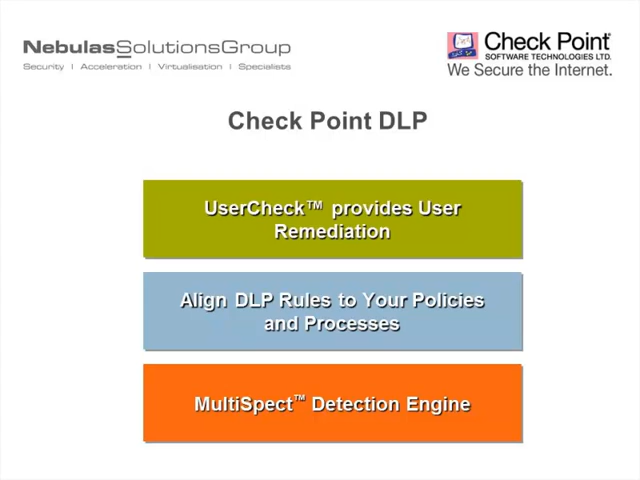 NebulasSolutionsGroup
Security | Acceleration | Virtualisation | Specialists
Check Point®
SOFTWARE TECHNOLOGIES LTD.
We Secure the Internet.
Check Point DLP
UserCheck™ provides User
Remediation
Align DLP Rules to Your Policies
and Processes
MultiSpect™ Detection Engine